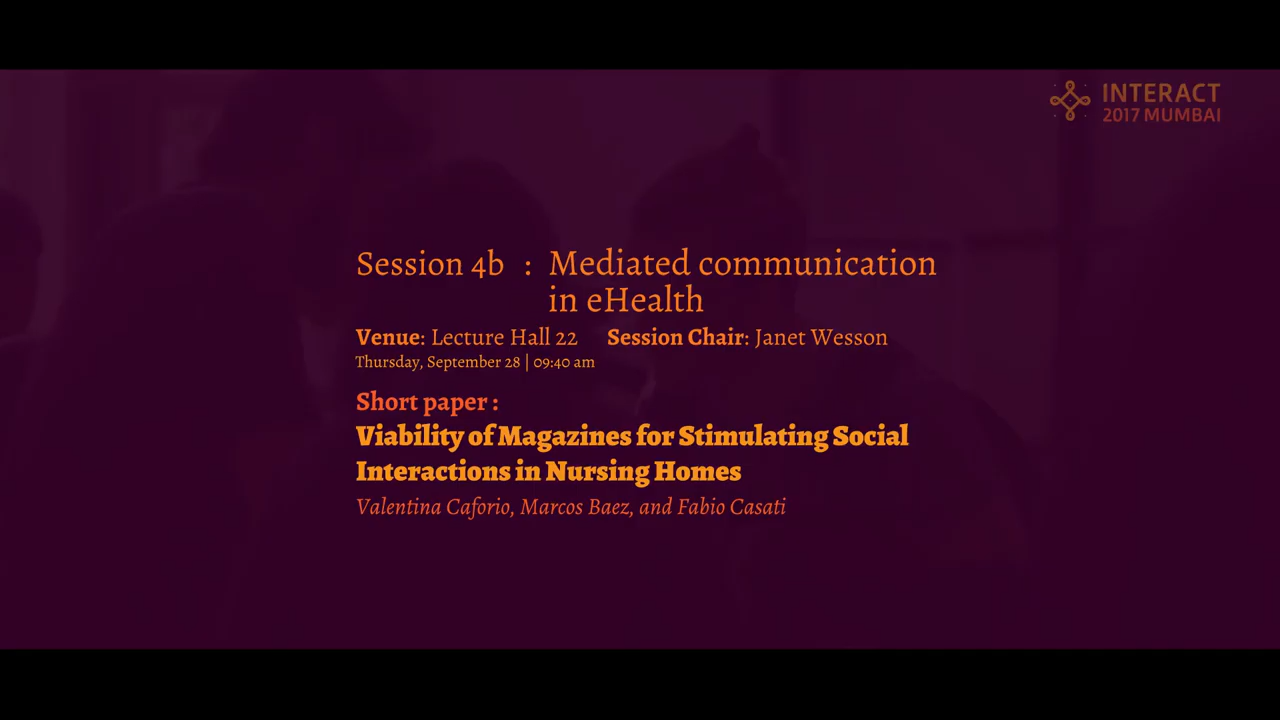 INTERACT
2017 MUMBAI
Session 4b : Mediated communication
in eHealth
Venue: Lecture Hall 22 Session Chair: Janet Wesson
Thursday, September 28 | 09:40 am
Short paper :
Viability of Magazines for Stimulating Social
Interactions in Nursing Homes
Valentina Caforio, Marcos Baez, and Fabio Casati